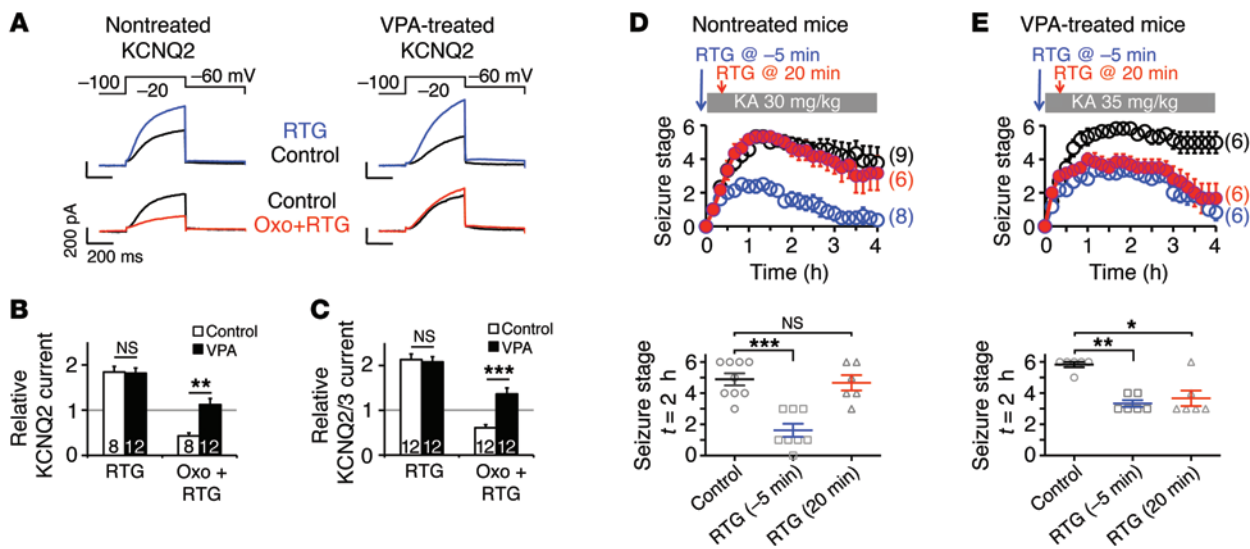 A
Nontreated
KCNQ2
VPA-treated
KCNQ2
–100
–60 mV
–20
–100
–60 mV
–20
RTG
Control
Control
Oxo+RTG
200 pA
200 ms
B
Relative
KCNQ2 current
2
1
0
NS
Control
VPA
**
8
12
8
12
RTG
Oxo +
RTG
C
Relative
KCNQ2/3 current
2
1
0
NS
Control
VPA
***
12
12
12
12
RTG
Oxo +
RTG
D
Nontreated mice
RTG @ –5 min
RTG @ 20 min
KA 30 mg/kg
Seizure stage
6
4
2
0
(9)
(6)
(8)
0
1
2
3
4
Time (h)
Seizure stage
t = 2 h
6
4
2
0
NS
***
Control
RTG (–5 min)
RTG (20 min)
E
VPA-treated mice
RTG @ –5 min
RTG @ 20 min
KA 35 mg/kg
Seizure stage
6
4
2
0
(6)
(6)
(6)
0
1
2
3
4
Time (h)
Seizure stage
t = 2 h
6
4
2
0
*
**
Control
RTG (–5 min)
RTG (20 min)